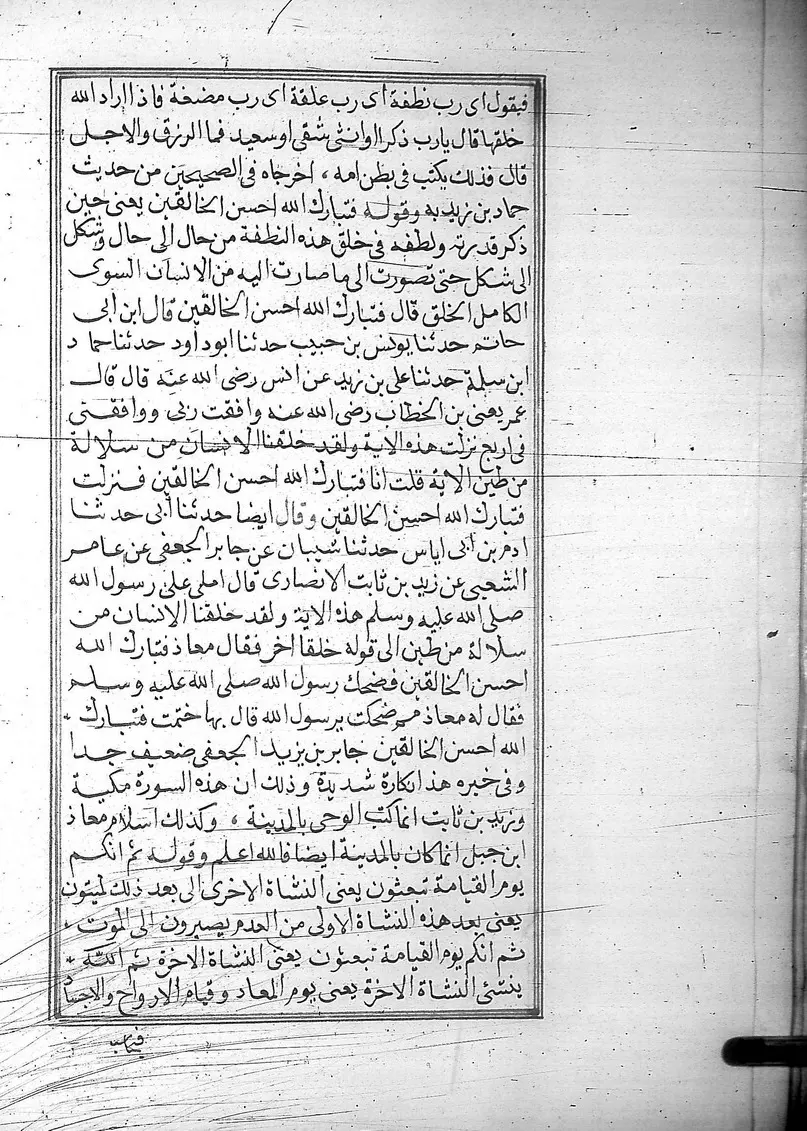 فيقول اى رب نطفة اى رب علقة اى رب مضغة فاذا اراد الله
خلقها قال يارب ذكرا اوانثى شقى او سعيد فما الرزق والاجل
قال فذلك يكتب فى بطن امه ، اخرجاه فى الصحيحين من حديث
حماد بن زيد به وقوله فتبارك الله احسن الخالقين يعنى حين
ذكر قدرته ولطفه فى خلق هذه النطفة من حال الى حال وشكل
الى شكل حتى تصورت الى ما صارت اليه من الانسان السوى
الكامل الخلق قال فتبارك الله احسن الخالقين قال ابن ابى
حاتم حدثنا يونس بن حبيب حدثنا ابوداود حدثنا حماد
ابن سلمة حدثنا على بن زيد عن انس رضى الله عنه قال قال
عمر يعنى بن الخطاب رضى الله عنه وافقت ربى ووافقنى
فى اربع نزلت هذه الاية ولقد خلقنا الانسان من سلالة
من طين الاية قلت انا فتبارك الله احسن الخالقين فنزلت
فتبارك الله احسن الخالقين وقال ايضا حدثنا أبى حدثنا
ادم بن ابى اياس حدثنا شيبان عن جابر الجعفى عن عامر
الشعبى عن زيد بن ثابت الانصارى قال املى على رسول الله
صلى الله عليه وسلم هذه الاية ولقد خلقنا الانسان من
سلالة من طين الى قوله خلقا اخر فقال معاذ فتبارك الله
احسن الخالقين فضحك رسول الله صلى الله عليه وسلم
فقال له معاذ مم ضحكت يرسول الله قال بها ختمت فتبارك
الله احسن الخالقين جابر بن يزيد الجعفى ضعيف جدا
وفى خبره هذا نكارة شديدة وذلك ان هذه السورة مكية
وزيد بن ثابت انما كتب الوحى بالمدينة ، وكذلك اسلام معاذ
ابن جبل انما كان بالمدينة ايضا فالله اعلم وقوله ثم انكم
يوم القيامة تبعثون يعنى النشاة الاخرى الى بعد ذلك لميتون
يعنى بعد هذه النشاة الاولى من العدم يصيرون الى الموت
ثم انكم يوم القيامة تبعثون يعنى النشاة الاخرة ثم الله
ينشئ النشاة الاخرة يعنى يوم المعاد وقيام الارواح والاجساد